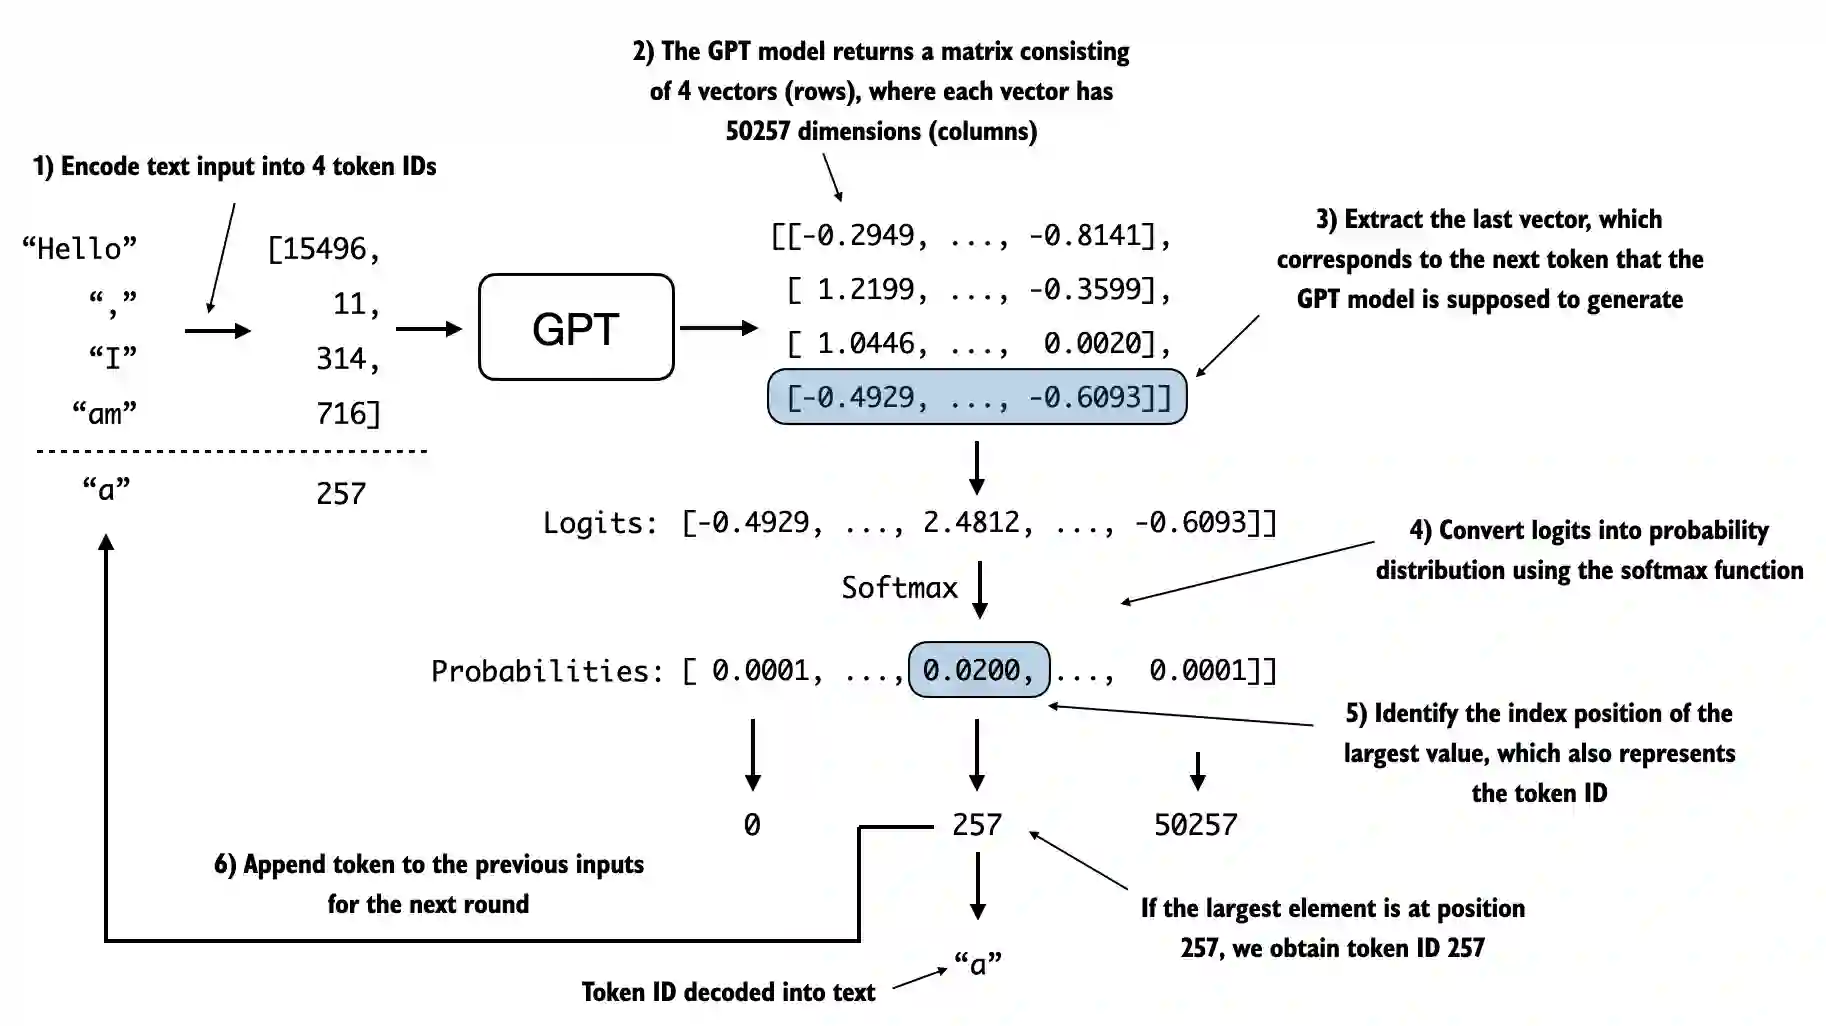 2) The GPT model returns a matrix consisting
of 4 vectors (rows), where each vector has
50257 dimensions (columns)
1) Encode text input into 4 token IDs
“Hello”
“,”
“I”
“am”
“a”
[15496,
11,
314,
716]
257
GPT
[[-0.2949, ..., -0.8141],
[ 1.2199, ..., -0.3599],
[ 1.0446, ..., 0.0020],
[-0.4929, ..., -0.6093]]
3) Extract the last vector, which
corresponds to the next token that the
GPT model is supposed to generate
Logits: [-0.4929, ..., 2.4812, ..., -0.6093]]
Softmax
4) Convert logits into probability
distribution using the softmax function
Probabilities: [ 0.0001, ..., 0.0200, ..., 0.0001]]
5) Identify the index position of the
largest value, which also represents
the token ID
0
257
50257
6) Append token to the previous inputs
for the next round
If the largest element is at position
257, we obtain token ID 257
“a”
Token ID decoded into text